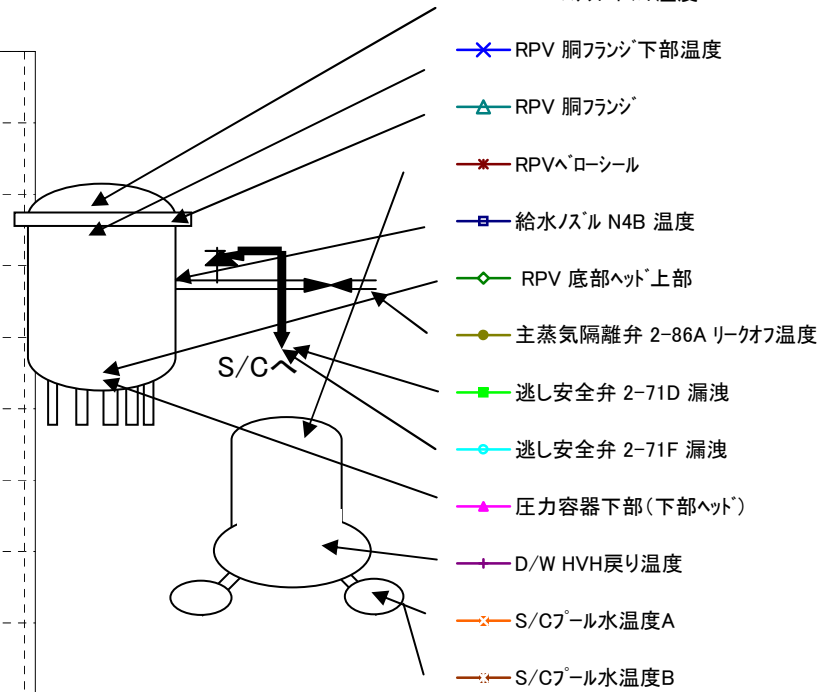 RPV 胴フランジ下部温度
RPV 胴フランジ
RPVベローシール
給水ノズル N4B 温度
RPV 底部ヘッド上部
主蒸気隔離弁 2-86A リークオフ温度
S/Cへ
逃し安全弁 2-71D 漏洩
逃し安全弁 2-71F 漏洩
圧力容器下部(下部ヘッド)
D/W HVH戻り温度
S/Cプール水温度A
S/Cプール水温度B